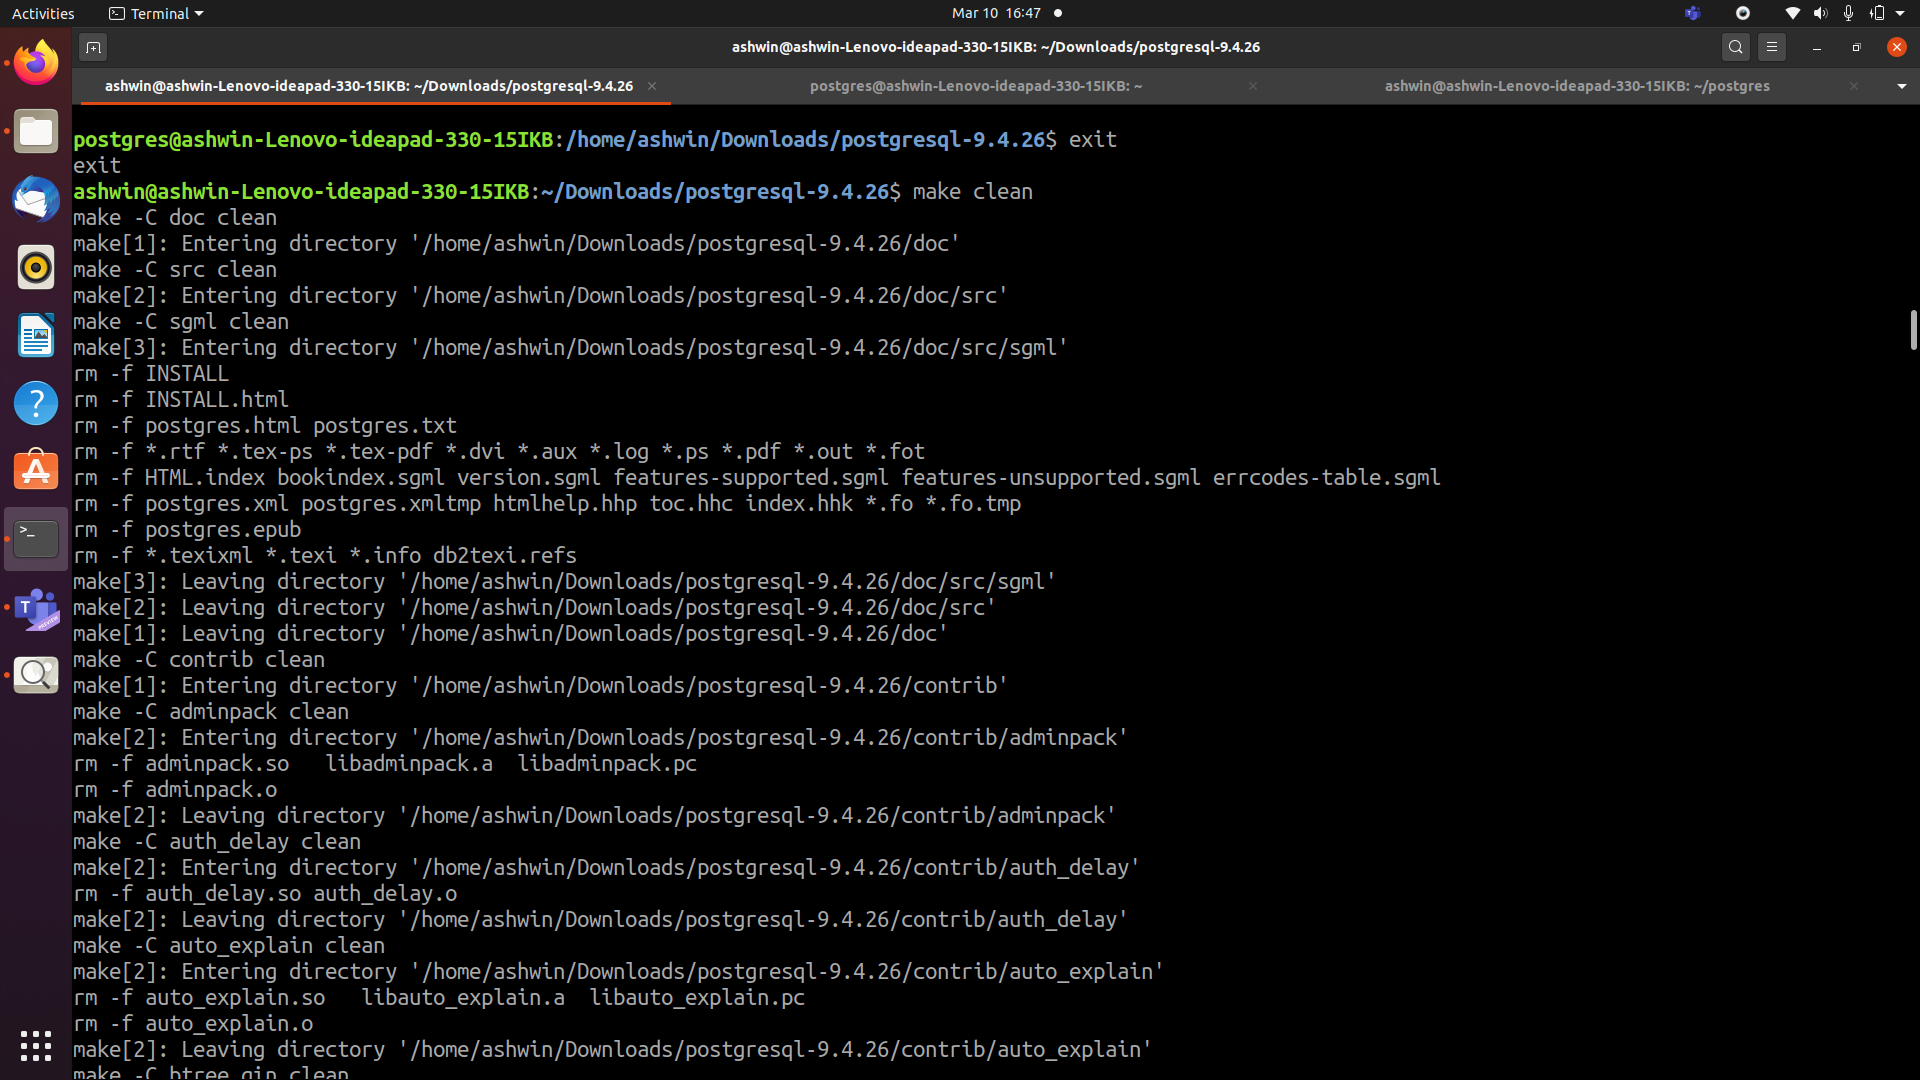 Activities Terminal Mar 10 16:47
ashwin@ashwin-Lenovo-ideapad-330-15IKB: ~/Downloads/postgresql-9.4.26
ashwin@ashwin-Lenovo-ideapad-330-15IKB: ~/Downloads/postgresql-9.4.26 postgres@ashwin-Lenovo-ideapad-330-15IKB: ~ ashwin@ashwin-Lenovo-ideapad-330-15IKB: ~/postgres
postgres@ashwin-Lenovo-ideapad-330-15IKB:/home/ashwin/Downloads/postgresql-9.4.26$ exit
exit
ashwin@ashwin-Lenovo-ideapad-330-15IKB:~/Downloads/postgresql-9.4.26$ make clean
make -C doc clean
make[1]: Entering directory '/home/ashwin/Downloads/postgresql-9.4.26/doc'
make -C src clean
make[2]: Entering directory '/home/ashwin/Downloads/postgresql-9.4.26/doc/src'
make -C sgml clean
make[3]: Entering directory '/home/ashwin/Downloads/postgresql-9.4.26/doc/src/sgml'
rm -f INSTALL
rm -f INSTALL.html
rm -f postgres.html postgres.txt
rm -f *.rtf *.tex-ps *.tex-pdf *.dvi *.aux *.log *.ps *.pdf *.out *.fot
rm -f HTML.index bookindex.sgml version.sgml features-supported.sgml features-unsupported.sgml errcodes-table.sgml
rm -f postgres.xml postgres.xmltmp htmlhelp.hhp toc.hhc index.hhk *.fo *.fo.tmp
rm -f postgres.epub
rm -f *.texixml *.texi *.info db2texi.refs
make[3]: Leaving directory '/home/ashwin/Downloads/postgresql-9.4.26/doc/src/sgml'
make[2]: Leaving directory '/home/ashwin/Downloads/postgresql-9.4.26/doc/src'
make[1]: Leaving directory '/home/ashwin/Downloads/postgresql-9.4.26/doc'
make -C contrib clean
make[1]: Entering directory '/home/ashwin/Downloads/postgresql-9.4.26/contrib'
make -C adminpack clean
make[2]: Entering directory '/home/ashwin/Downloads/postgresql-9.4.26/contrib/adminpack'
rm -f adminpack.so   libadminpack.a  libadminpack.pc
rm -f adminpack.o
make[2]: Leaving directory '/home/ashwin/Downloads/postgresql-9.4.26/contrib/adminpack'
make -C auth_delay clean
make[2]: Entering directory '/home/ashwin/Downloads/postgresql-9.4.26/contrib/auth_delay'
rm -f auth_delay.so auth_delay.o
make[2]: Leaving directory '/home/ashwin/Downloads/postgresql-9.4.26/contrib/auth_delay'
make -C auto_explain clean
make[2]: Entering directory '/home/ashwin/Downloads/postgresql-9.4.26/contrib/auto_explain'
rm -f auto_explain.so   libauto_explain.a  libauto_explain.pc
rm -f auto_explain.o
make[2]: Leaving directory '/home/ashwin/Downloads/postgresql-9.4.26/contrib/auto_explain'
make -C btree_gin clean